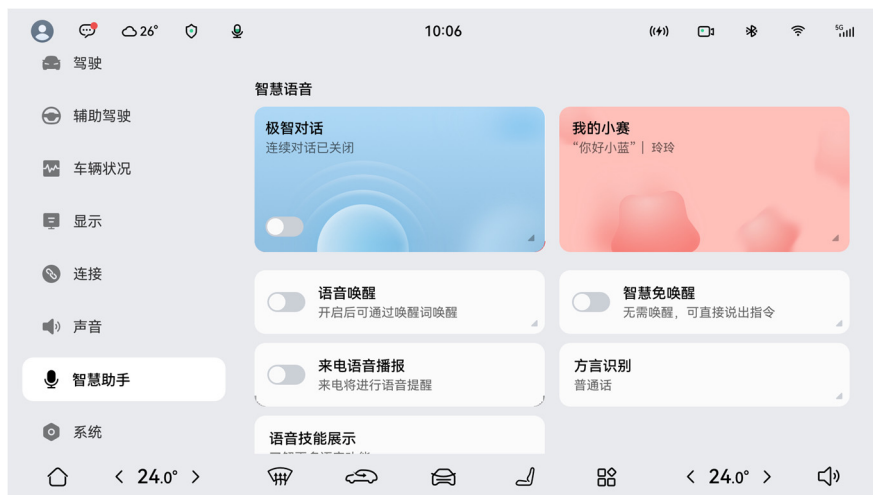 26°
10:06
5G
驾驶
辅助驾驶
车辆状况
显示
连接
声音
智慧助手
系统
智慧语音
极智对话
连续对话已关闭
我的小赛
“你好小蓝”｜玲玲
语音唤醒
开启后可通过唤醒词唤醒
智慧免唤醒
无需唤醒，可直接说出指令
来电语音播报
来电将进行语音提醒
方言识别
普通话
语音技能展示
24.0°
24.0°